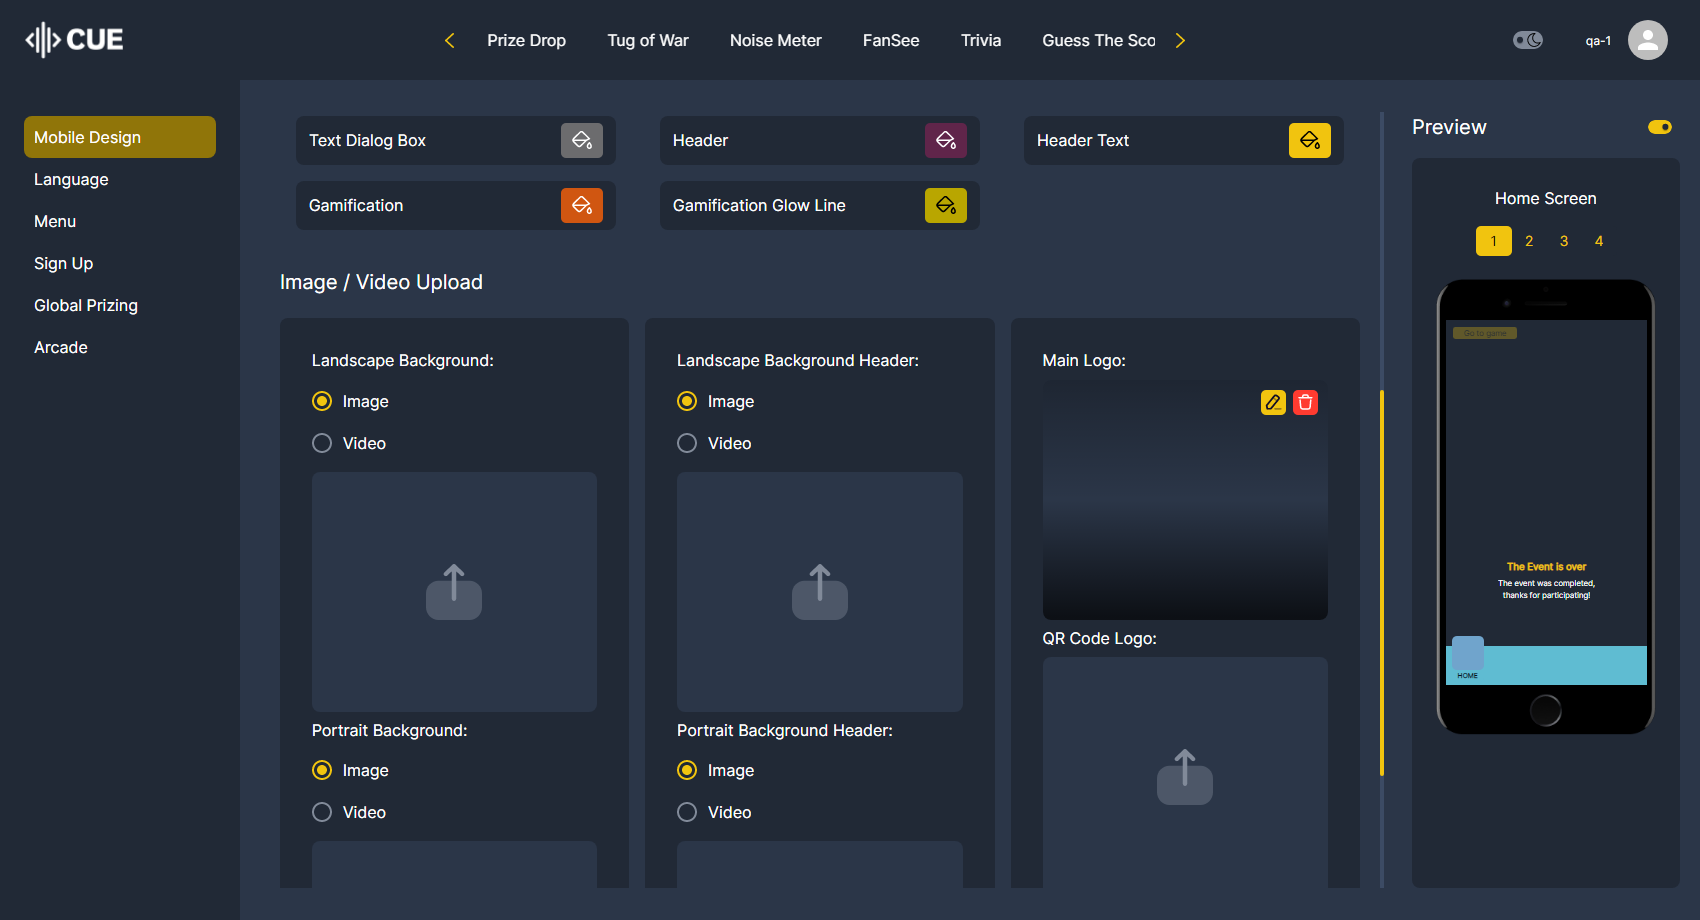 CUE
Prize Drop
Tug of War
Noise Meter
FanSee
Trivia
Guess The Sco
qa-1
Mobile Design
Language
Menu
Sign Up
Global Prizing
Arcade
Text Dialog Box
Header
Header Text
Gamification
Gamification Glow Line
Image / Video Upload
Landscape Background:
Image
Video
Portrait Background:
Image
Video
Landscape Background Header:
Image
Video
Portrait Background Header:
Image
Video
Main Logo:
QR Code Logo:
Preview
Home Screen
1 2 3 4
Go to game
The Event is over
The event was completed,
thanks for participating!
HOME